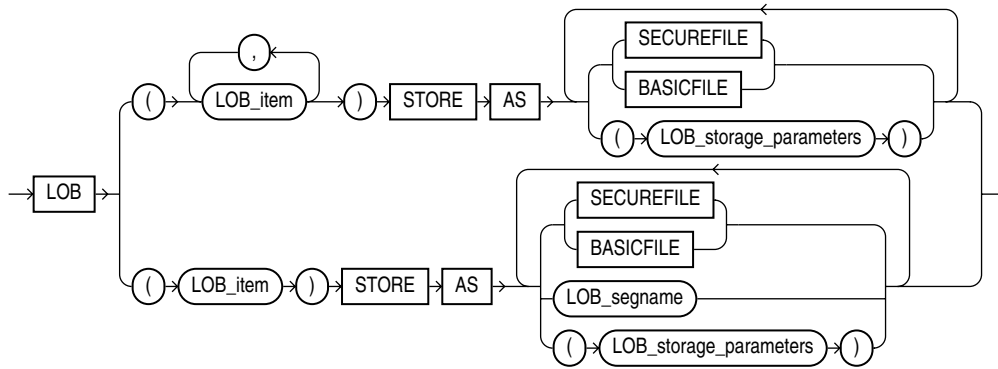 ,
SECUREFILE
BASICFILE
( LOB_item ) STORE AS
( LOB_storage_parameters )
LOB
SECUREFILE
BASICFILE
( LOB_item ) STORE AS
LOB_segname
( LOB_storage_parameters )